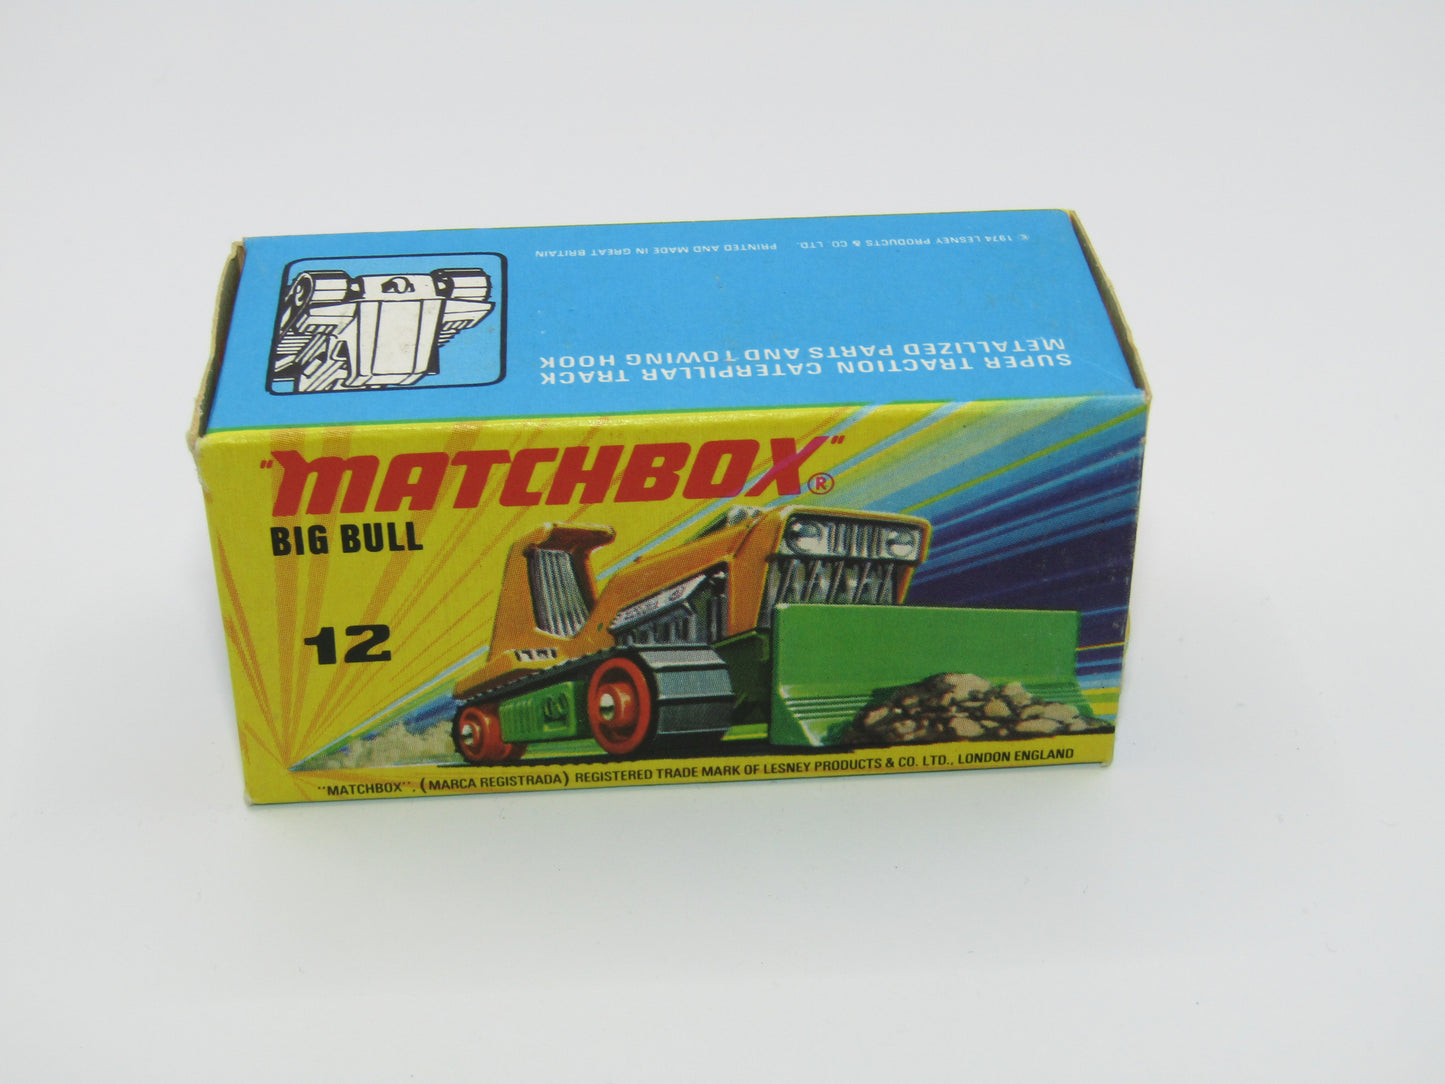 SUPER TRACTION CATERPILLAR TRACK
METALLIZED PARTS AND TOWING HOOK
© 1974 LESNEY PRODUCTS & CO. LTD. PRINTED AND MADE IN GREAT BRITAIN
"MATCHBOX"®
BIG BULL
12
"MATCHBOX", (MARCA REGISTRADA) REGISTERED TRADE MARK OF LESNEY PRODUCTS & CO. LTD., LONDON ENGLAND